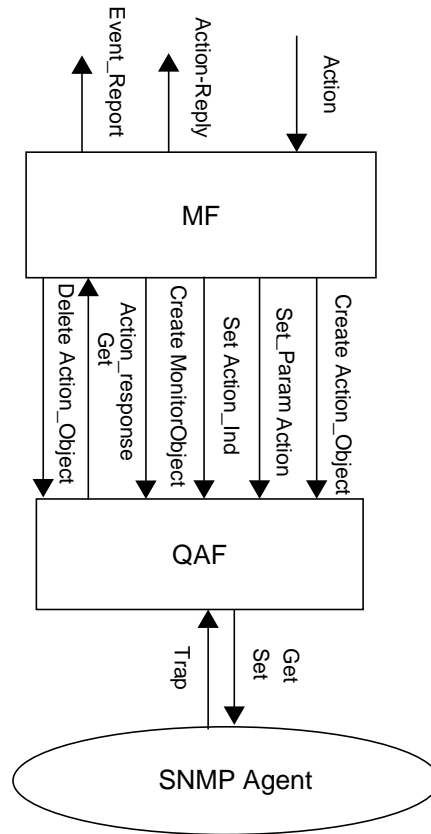 Event_Report
Action-Reply
Action
MF
Delete Action_Object
Get
Action_response
Create MonitorObject
Set Action_Ind
Set_Param Action
Create Action_Object
QAF
Trap
Set
Get
SNMP Agent